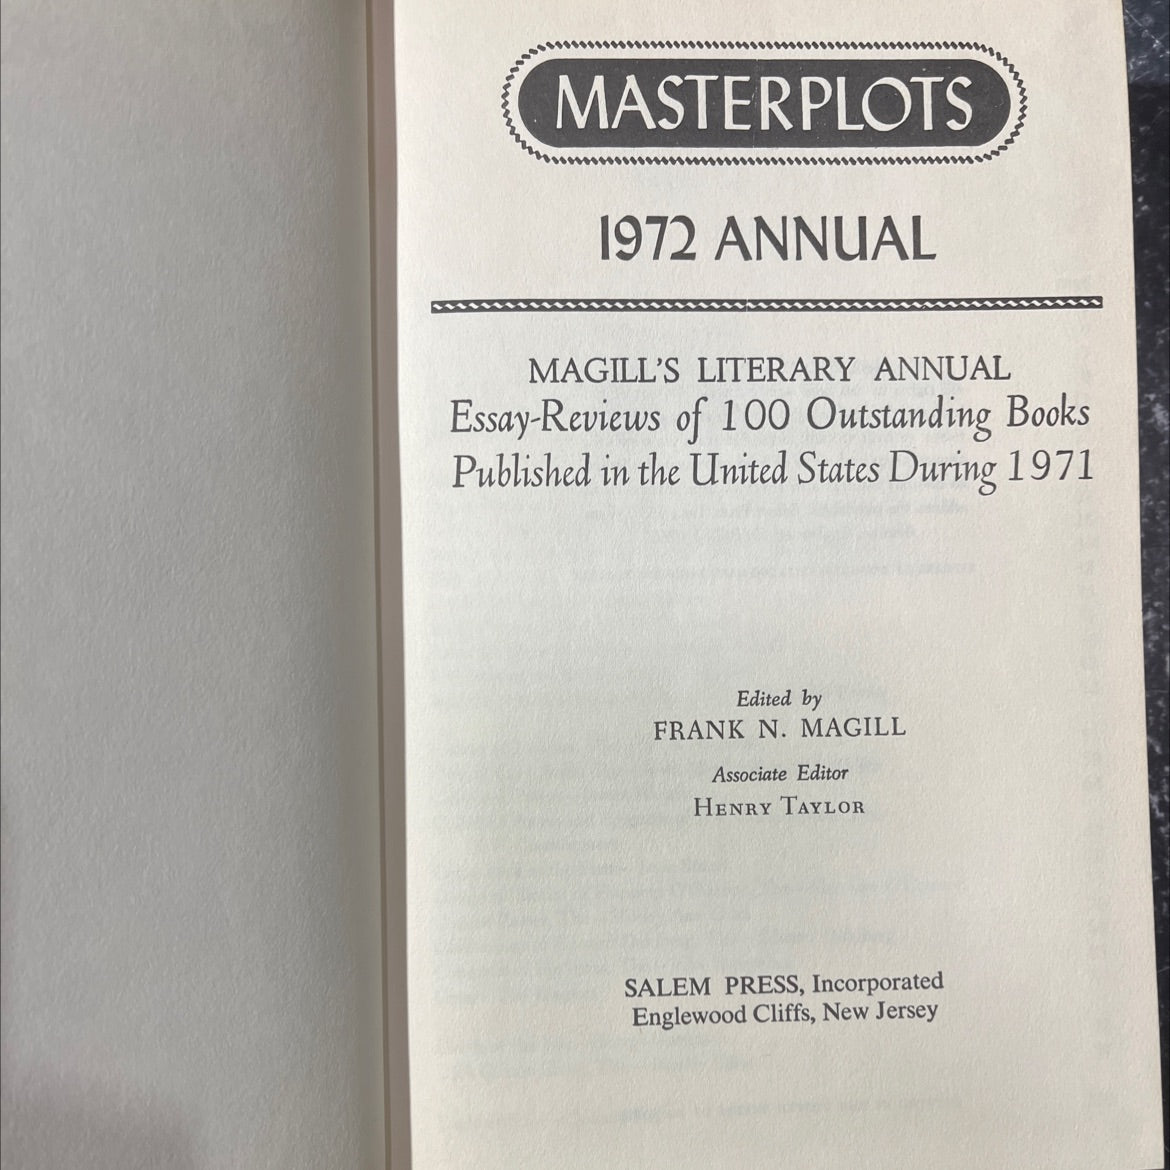 MASTERPLOTS
1972 ANNUAL
MAGILL'S LITERARY ANNUAL
Essay-Reviews of 100 Outstanding Books
Published in the United States During 1971
Edited by
FRANK N. MAGILL
Associate Editor
HENRY TAYLOR
SALEM PRESS, Incorporated
Englewood Cliffs, New Jersey